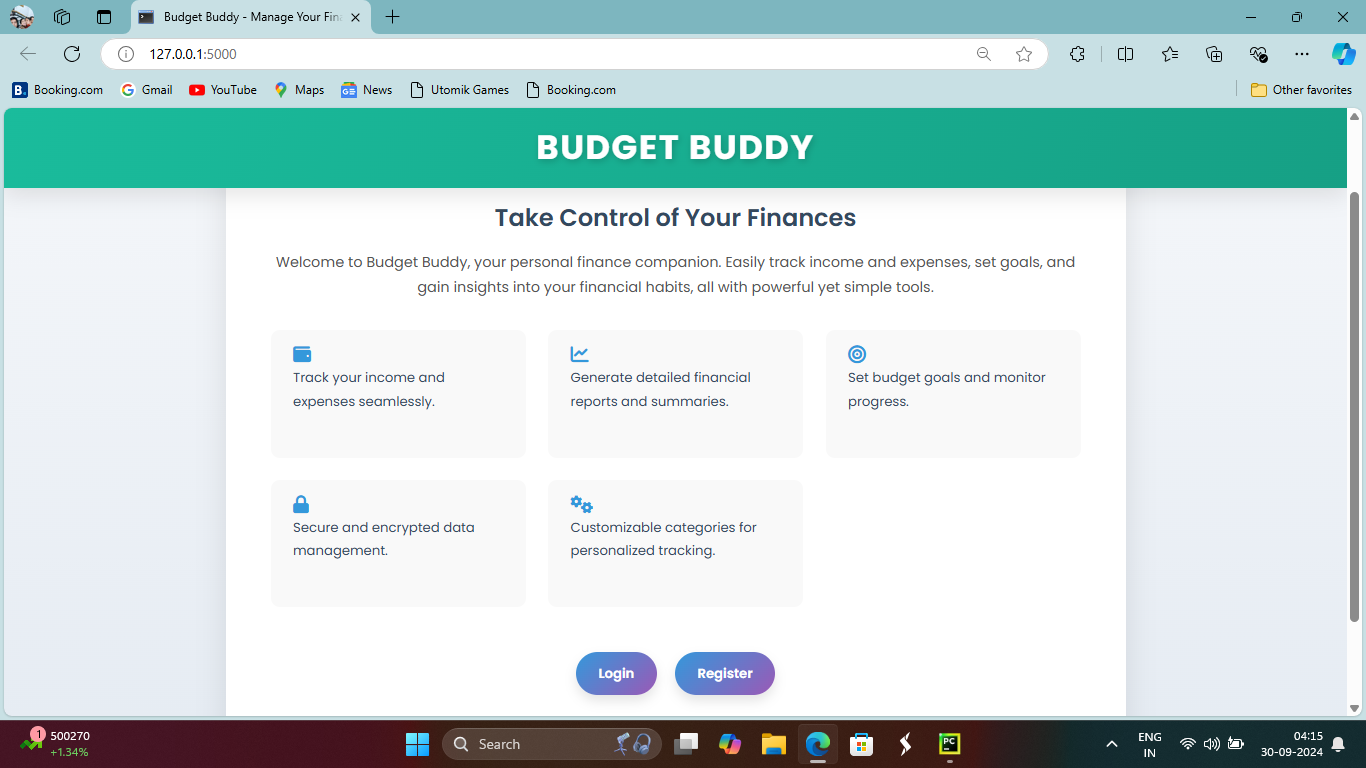 Budget Buddy - Manage Your Fin
127.0.0.1:5000
B. Booking.com
Gmail
YouTube
Maps
News
Utomik Games
Booking.com
Other favorites
BUDGET BUDDY
Take Control of Your Finances
Welcome to Budget Buddy, your personal finance companion. Easily track income and expenses, set goals, and
gain insights into your financial habits, all with powerful yet simple tools.
Track your income and
expenses seamlessly.
Generate detailed financial
reports and summaries.
Set budget goals and monitor
progress.
Secure and encrypted data
management.
Customizable categories for
personalized tracking.
Login
Register
1
500270
+1.34%
Search
PC
ENG
IN
04:15
30-09-2024